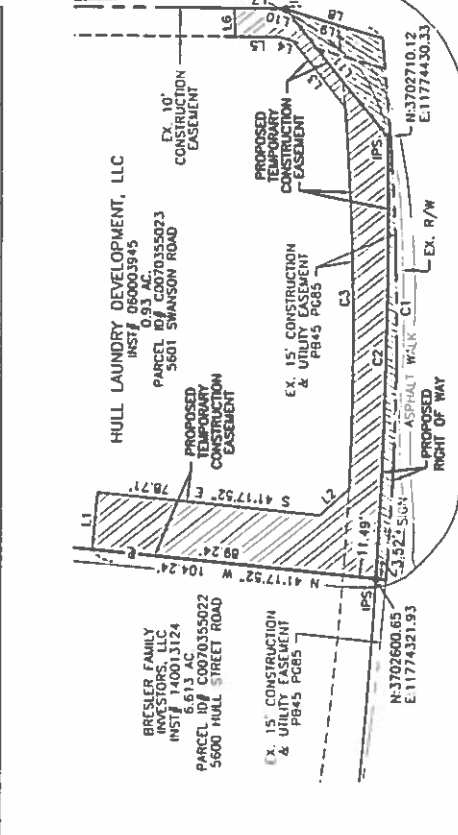 BRESLER FAMILY
INVESTORS, LLC
INST# 140013124
6.613 AC.
PARCEL ID# C0070355022
5600 HULL STREET ROAD
EX. 15' CONSTRUCTION
& UTILITY EASEMENT
PB45 PG85
N:3702600.65
E:11774321.93
IPS
3.52'
SIGN
11.49'
N 41°17'52" W
104.24'
89.24'
L1
S 41°17'52" E
78.71'
L2
PROPOSED
TEMPORARY
CONSTRUCTION
EASEMENT
HULL LAUNDRY DEVELOPMENT, LLC
INST# 060003945
0.93 AC.
PARCEL ID# C0070355023
5601 SWANSON ROAD
EX. 15' CONSTRUCTION
& UTILITY EASEMENT
PB45 PG85
C3
C2
C1
ASPHALT WALK
PROPOSED
RIGHT OF WAY
EX. R/W
PROPOSED
TEMPORARY
CONSTRUCTION
EASEMENT
EX. 10'
CONSTRUCTION
EASEMENT
L3
L4
L5
L6
L7
L8
L9
L10
IPS
N:3702710.12
E:11774430.33